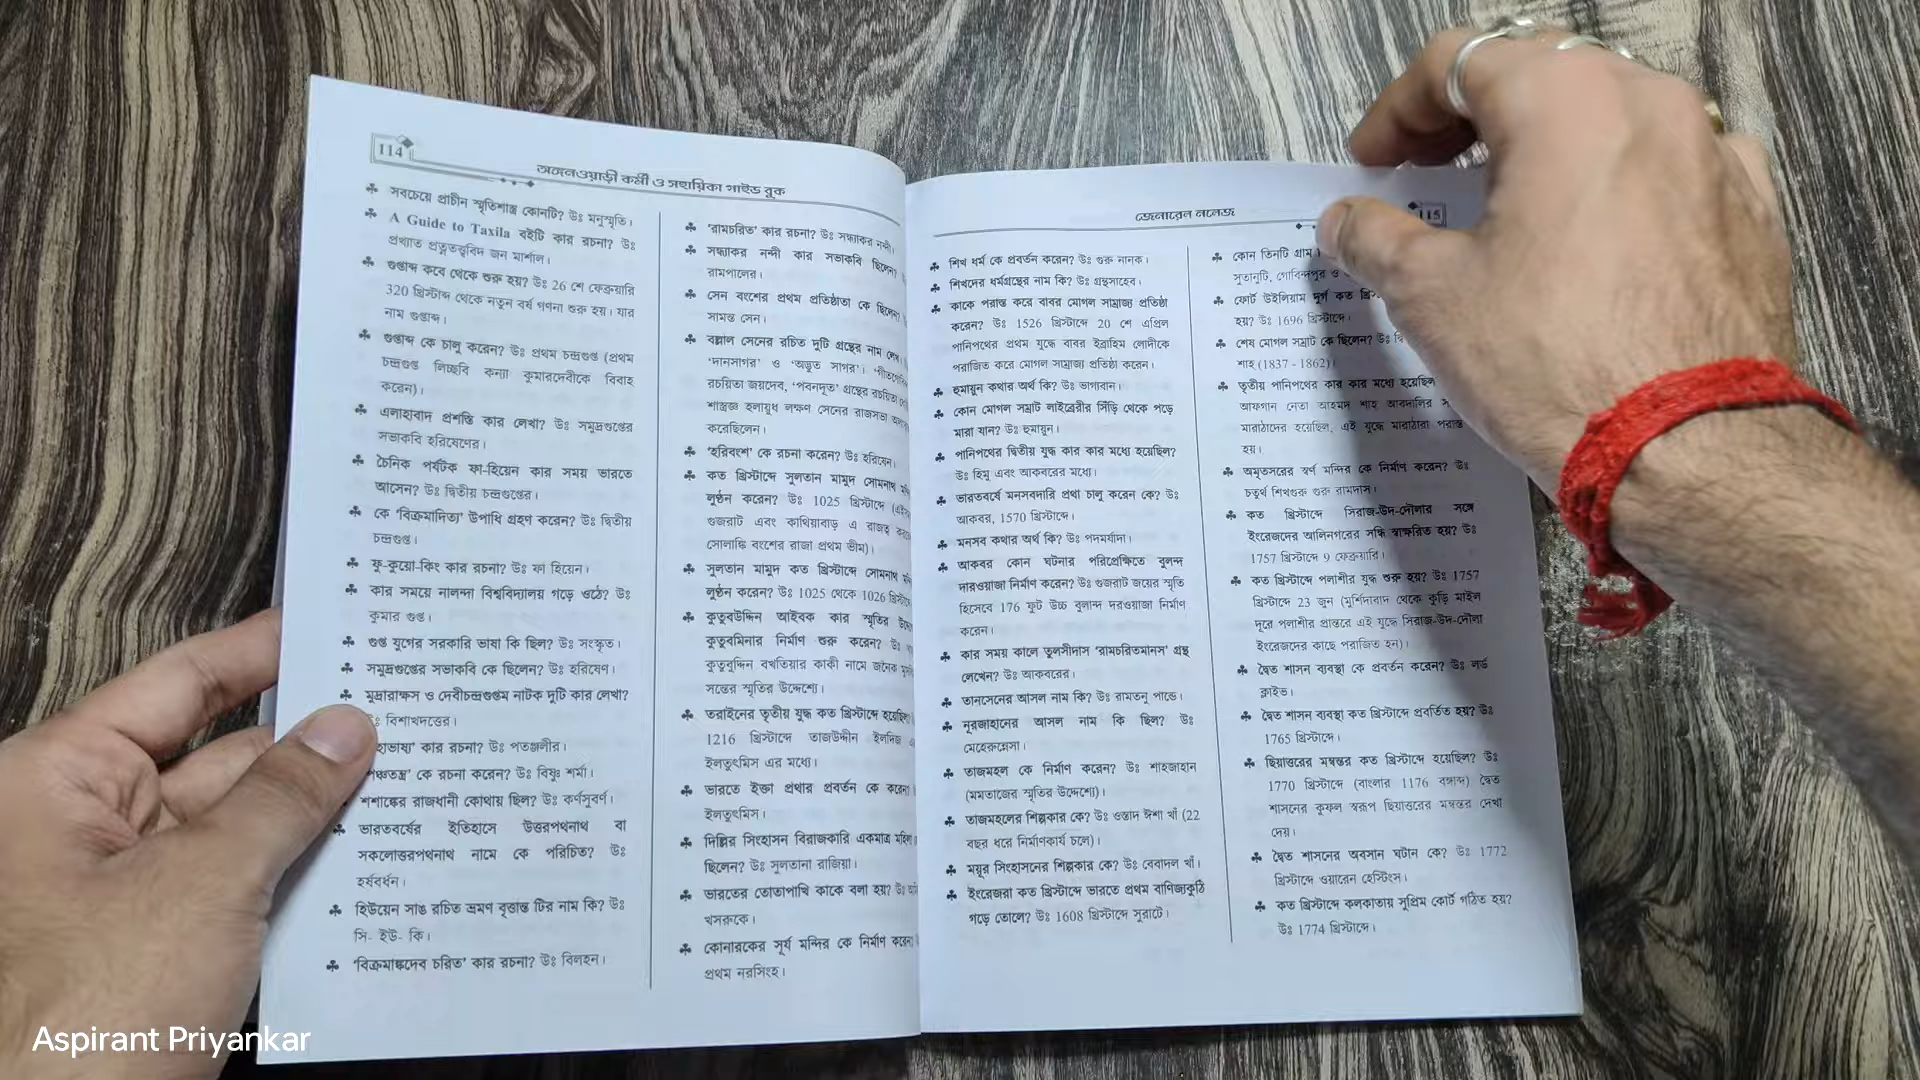 114
অঙ্গনওয়াড়ী কর্মী ও সহায়িকা গাইড বুক
সবচেয়ে প্রাচীন স্মৃতিশাস্ত্র কোনটি? উঃ মনুস্মৃতি।
A Guide to Taxila বইটি কার রচনা? উঃ
প্রখ্যাত প্রত্নতত্ত্ববিদ জন মার্শাল।
গুপ্তাব্দ কবে থেকে শুরু হয়? উঃ 26 শে ফেব্রুয়ারি
320 খ্রিস্টাব্দ থেকে নতুন বর্ষ গণনা শুরু হয়। যার
নাম গুপ্তাব্দ।
গুপ্তাব্দ কে চালু করেন? উঃ প্রথম চন্দ্রগুপ্ত (প্রথম
চন্দ্রগুপ্ত লিচ্ছবি কন্যা কুমারদেবীকে বিবাহ
করেন)।
এলাহাবাদ প্রশস্তি কার লেখা? উঃ সমুদ্রগুপ্তের
সভাকবি হরিষেণের।
চৈনিক পর্যটক ফা-হিয়েন কার সময় ভারতে
আসেন? উঃ দ্বিতীয় চন্দ্রগুপ্তের।
কে ‘বিক্রমাদিত্য’ উপাধি গ্রহণ করেন? উঃ দ্বিতীয়
চন্দ্রগুপ্ত।
ফু-কুয়ো-কিং কার রচনা? উঃ ফা হিয়েন।
কার সময়ে নালন্দা বিশ্ববিদ্যালয় গড়ে ওঠে? উঃ
কুমার গুপ্ত।
গুপ্ত যুগের সরকারি ভাষা কি ছিল? উঃ সংস্কৃত।
সমুদ্রগুপ্তের সভাকবি কে ছিলেন? উঃ হরিষেণ।
মুদ্রারাক্ষস ও দেবীচন্দ্রগুপ্তম নাটক দুটি কার লেখা?
উঃ বিশাখদত্তের।
হাভাষ্য’ কার রচনা? উঃ পতঞ্জলীর।
পঞ্চতন্ত্র’ কে রচনা করেন? উঃ বিষ্ণু শর্মা।
শশাঙ্কের রাজধানী কোথায় ছিল? উঃ কর্ণসুবর্ণ।
ভারতবর্ষের ইতিহাসে উত্তরপথনাথ বা
সকলোত্তরপথনাথ নামে কে পরিচিত? উঃ
হর্ষবর্ধন।
হিউয়েন সাঙ রচিত ভ্রমণ বৃত্তান্ত টির নাম কি? উঃ
সি- ইউ- কি।
‘বিক্রমাঙ্কদেব চরিত’ কার রচনা? উঃ বিলহন।
‘রামচরিত’ কার রচনা? উঃ সন্ধ্যাকর নন্দী।
সন্ধ্যাকর নন্দী কার সভাকবি ছিলেন?
রামপালের।
সেন বংশের প্রথম প্রতিষ্ঠাতা কে ছিলেন?
সামন্ত সেন।
বল্লাল সেনের রচিত দুটি গ্রন্থের নাম
‘দানসাগর’ ও ‘অদ্ভুত সাগর’।
রচয়িতা জয়দেব, ‘পবনদূত’ গ্রন্থের রচয়িতা
শাস্ত্রজ্ঞ হলায়ুধ লক্ষণ সেনের রাজসভা
করেছিলেন।
‘হরিবংশ’ কে রচনা করেন? উঃ হরিষেন।
কত খ্রিস্টাব্দে সুলতান মামুদ সোমনাথ
লুণ্ঠন করেন? উঃ 1025 খ্রিস্টাব্দে
গুজরাট এবং কাথিয়াবাড় এ রাজত্ব
সোলাঙ্কি বংশের রাজা প্রথম ভীম)।
সুলতান মামুদ কত খ্রিস্টাব্দে সোমনাথ
লুণ্ঠন করেন? উঃ 1025 থেকে 1026
কুতুবউদ্দিন আইবক কার স্মৃতির
কুতুবমিনার নির্মাণ শুরু করেন? উঃ
কুতুবুদ্দিন বখতিয়ার কাকী নামে জনৈক
সন্তের স্মৃতির উদ্দেশ্যে।
তরাইনের তৃতীয় যুদ্ধ কত খ্রিস্টাব্দে
1216 খ্রিস্টাব্দে তাজউদ্দীন ইলদিজ
ইলতুৎমিস এর মধ্যে।
ভারতে ইক্তা প্রথার প্রবর্তন কে করেন
ইলতুৎমিস।
দিল্লির সিংহাসন বিরাজকারি একমাত্র
ছিলেন? উঃ সুলতানা রাজিয়া।
ভারতের তোতাপাখি কাকে বলা হয়? উঃ
খসরুকে।
কোনারকের সূর্য মন্দির কে নির্মাণ করেন
প্রথম নরসিংহ।
জেনারেল নলেজ
115
শিখ ধর্ম কে প্রবর্তন করেন? উঃ গুরু নানক।
শিখদের ধর্মগ্রন্থের নাম কি? উঃ গ্রন্থসাহেব।
কাকে পরাস্ত করে বাবর মোগল সাম্রাজ্য প্রতিষ্ঠা
করেন? উঃ 1526 খ্রিস্টাব্দে 20 শে এপ্রিল
পানিপথের প্রথম যুদ্ধে বাবর ইব্রাহিম লোদীকে
পরাজিত করে মোগল সাম্রাজ্য প্রতিষ্ঠা করেন।
হুমায়ুন কথার অর্থ কি? উঃ ভাগ্যবান।
কোন মোগল সম্রাট লাইব্রেরীর সিঁড়ি থেকে পড়ে
মারা যান? উঃ হুমায়ুন।
পানিপথের দ্বিতীয় যুদ্ধ কার কার মধ্যে হয়েছিল?
উঃ হিমু এবং আকবরের মধ্যে।
ভারতবর্ষে মনসবদারি প্রথা চালু করেন কে? উঃ
আকবর, 1570 খ্রিস্টাব্দে।
মনসব কথার অর্থ কি? উঃ পদমর্যাদা।
আকবর কোন ঘটনার পরিপ্রেক্ষিতে বুলন্দ
দারওয়াজা নির্মাণ করেন? উঃ গুজরাট জয়ের স্মৃতি
হিসেবে 176 ফুট উচ্চ বুলান্দ দরওয়াজা নির্মাণ
করেন।
কার সময় কালে তুলসীদাস ‘রামচরিতমানস’ গ্রন্থ
লেখেন? উঃ আকবরের।
তানসেনের আসল নাম কি? উঃ রামতনু পান্ডে।
নূরজাহানের আসল নাম কি ছিল? উঃ
মেহেরুন্নেসা।
তাজমহল কে নির্মাণ করেন? উঃ শাহজাহান
(মমতাজের স্মৃতির উদ্দেশ্যে)।
তাজমহলের শিল্পকার কে? উঃ ওস্তাদ ঈশা খাঁ (22
বছর ধরে নির্মাণকার্য চলে)।
ময়ূর সিংহাসনের শিল্পকার কে? উঃ বেবাদল খাঁ।
ইংরেজরা কত খ্রিস্টাব্দে ভারতে প্রথম বাণিজ্যকুঠি
গড়ে তোলে? উঃ 1608 খ্রিস্টাব্দে সুরাটে।
কোন তিনটি গ্রাম
সুতানুটি, গোবিন্দপুর ও
ফোর্ট উইলিয়াম দুর্গ কত
হয়? উঃ 1696 খ্রিস্টাব্দে।
শেষ মোগল সম্রাট কে ছিলেন? উঃ
শাহ (1837 - 1862)।
তৃতীয় পানিপথের কার কার মধ্যে হয়েছিল
আফগান নেতা আহমদ শাহ আবদালির
মারাঠাদের হয়েছিল, এই যুদ্ধে মারাঠারা পরাস্ত
হয়।
অমৃতসরের স্বর্ণ মন্দির কে নির্মাণ করেন? উঃ
চতুর্থ শিখগুরু গুরু রামদাস।
কত খ্রিস্টাব্দে সিরাজ-উদ-দৌলার সঙ্গে
ইংরেজদের আলিনগরের সন্ধি স্বাক্ষরিত হয়? উঃ
1757 খ্রিস্টাব্দে 9 ফেব্রুয়ারি।
কত খ্রিস্টাব্দে পলাশীর যুদ্ধ শুরু হয়? উঃ 1757
খ্রিস্টাব্দে 23 জুন (মুর্শিদাবাদ থেকে কুড়ি মাইল
দূরে পলাশীর প্রান্তরে এই যুদ্ধে সিরাজ-উদ-দৌলা
ইংরেজদের কাছে পরাজিত হন)।
দ্বৈত শাসন ব্যবস্থা কে প্রবর্তন করেন? উঃ লর্ড
ক্লাইভ।
দ্বৈত শাসন ব্যবস্থা কত খ্রিস্টাব্দে প্রবর্তিত হয়? উঃ
1765 খ্রিস্টাব্দে।
ছিয়াত্তরের মন্বন্তর কত খ্রিস্টাব্দে হয়েছিল? উঃ
1770 খ্রিস্টাব্দে (বাংলার 1176 বঙ্গাব্দ) দ্বৈত
শাসনের কুফল স্বরূপ ছিয়াত্তরের মন্বন্তর দেখা
দেয়।
দ্বৈত শাসনের অবসান ঘটান কে? উঃ 1772
খ্রিস্টাব্দে ওয়ারেন হেস্টিংস।
কত খ্রিস্টাব্দে কলকাতায় সুপ্রিম কোর্ট গঠিত হয়?
উঃ 1774 খ্রিস্টাব্দে।
Aspirant Priyankar